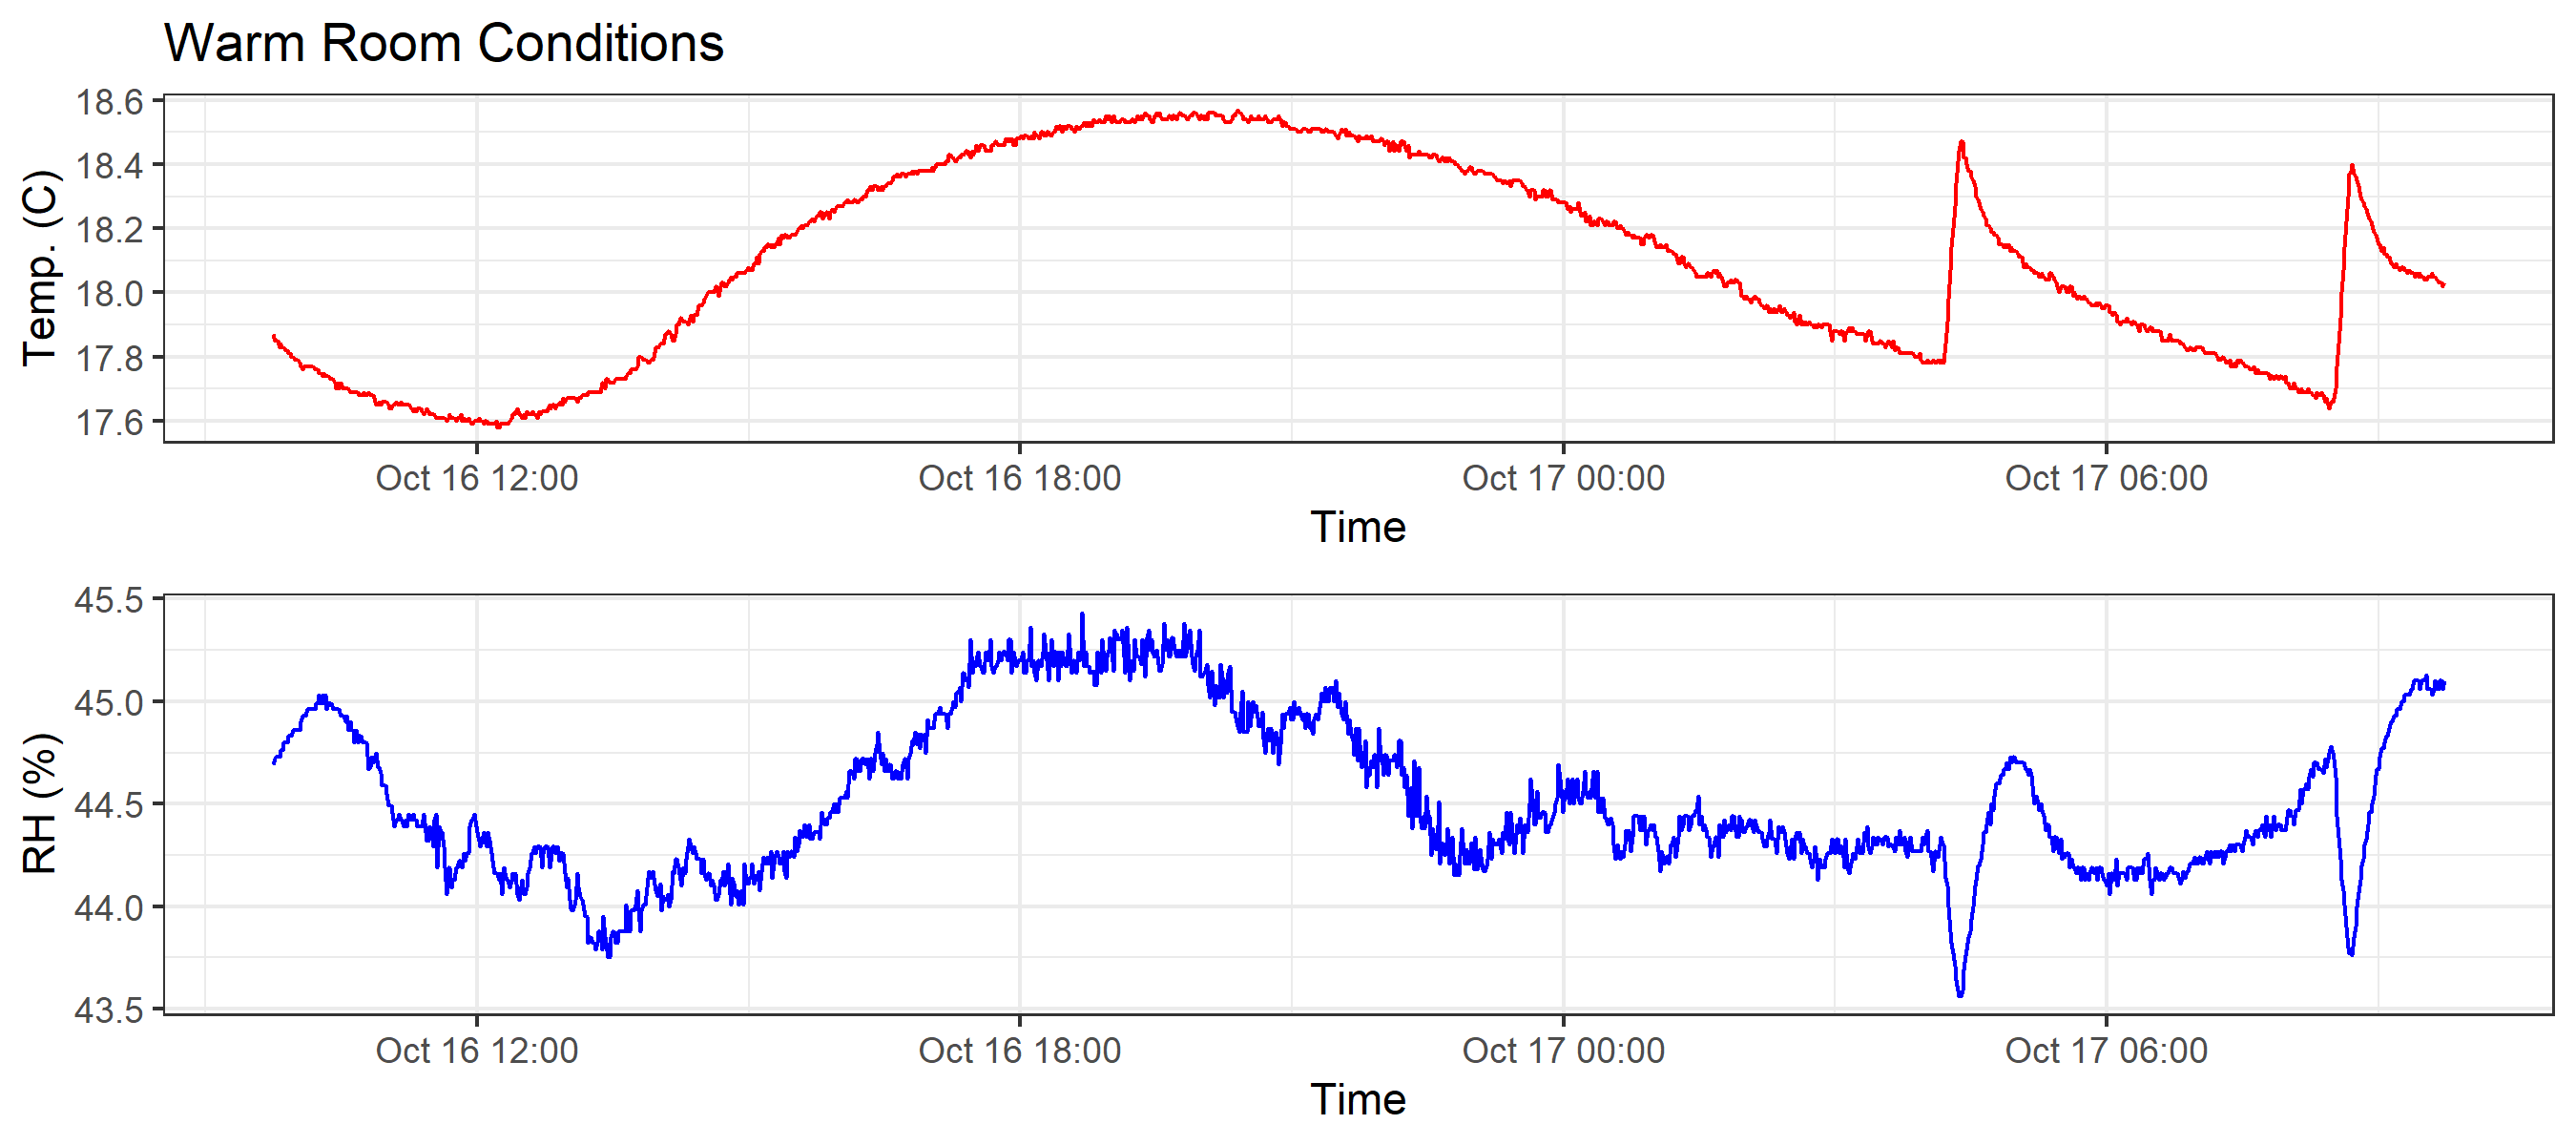 Warm Room Conditions
18.6
18.4
18.2
18.0
17.8
17.6
Temp. (C)
Oct 16 12:00 Oct 16 18:00 Oct 17 00:00 Oct 17 06:00
Time
45.5
45.0
44.5
44.0
43.5
RH (%)
Oct 16 12:00 Oct 16 18:00 Oct 17 00:00 Oct 17 06:00
Time